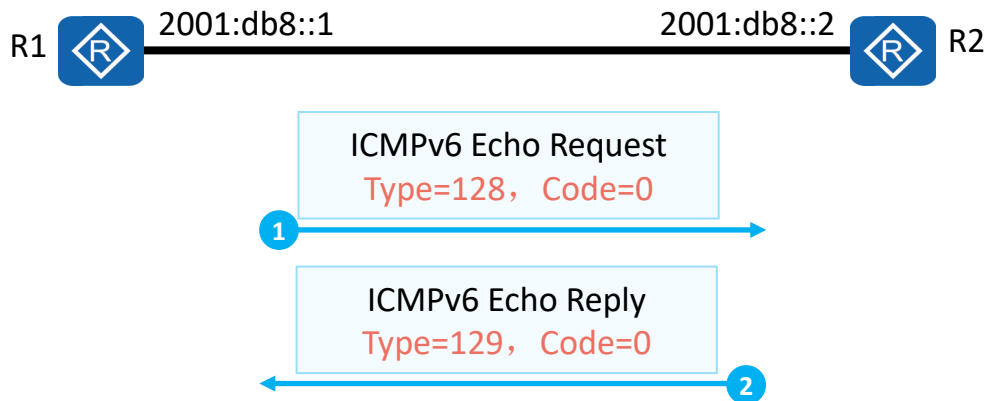 R1
R
2001:db8::1
2001:db8::2
R
R2
ICMPv6 Echo Request
Type=128，Code=0
1
ICMPv6 Echo Reply
Type=129，Code=0
2